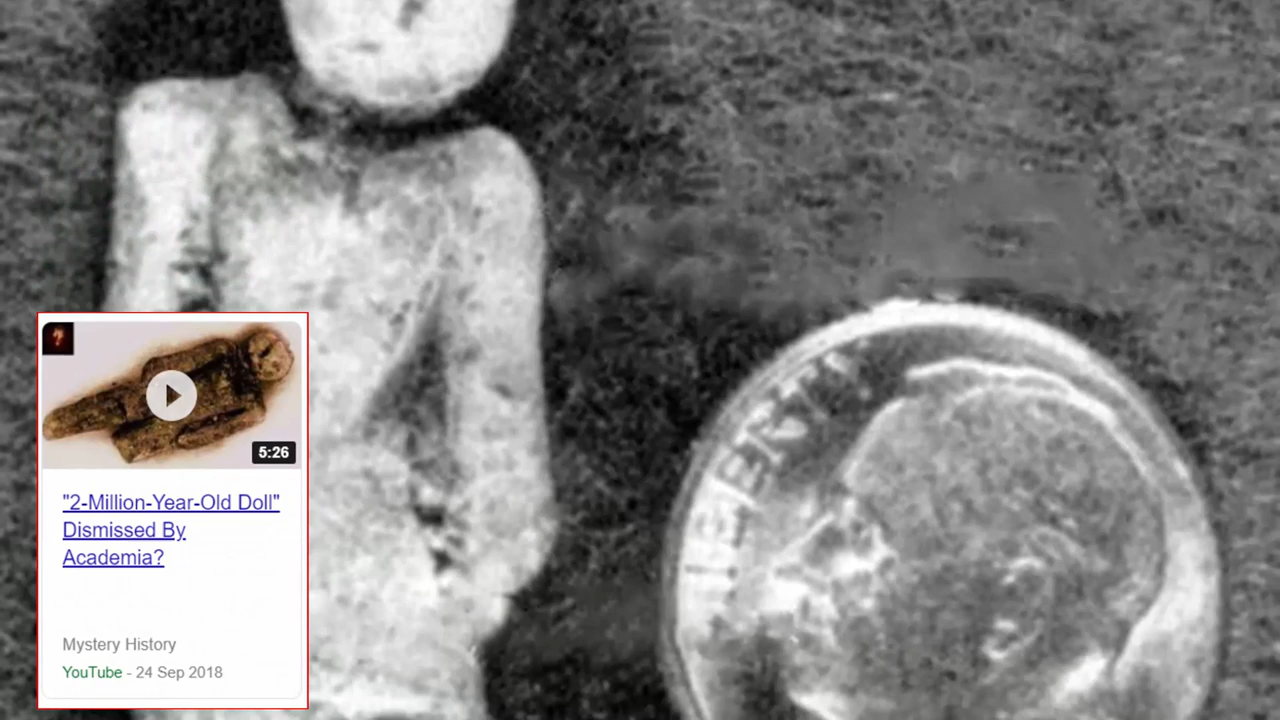 LIBERTY
5:26
"2-Million-Year-Old Doll"
Dismissed By
Academia?
Mystery History
YouTube - 24 Sep 2018